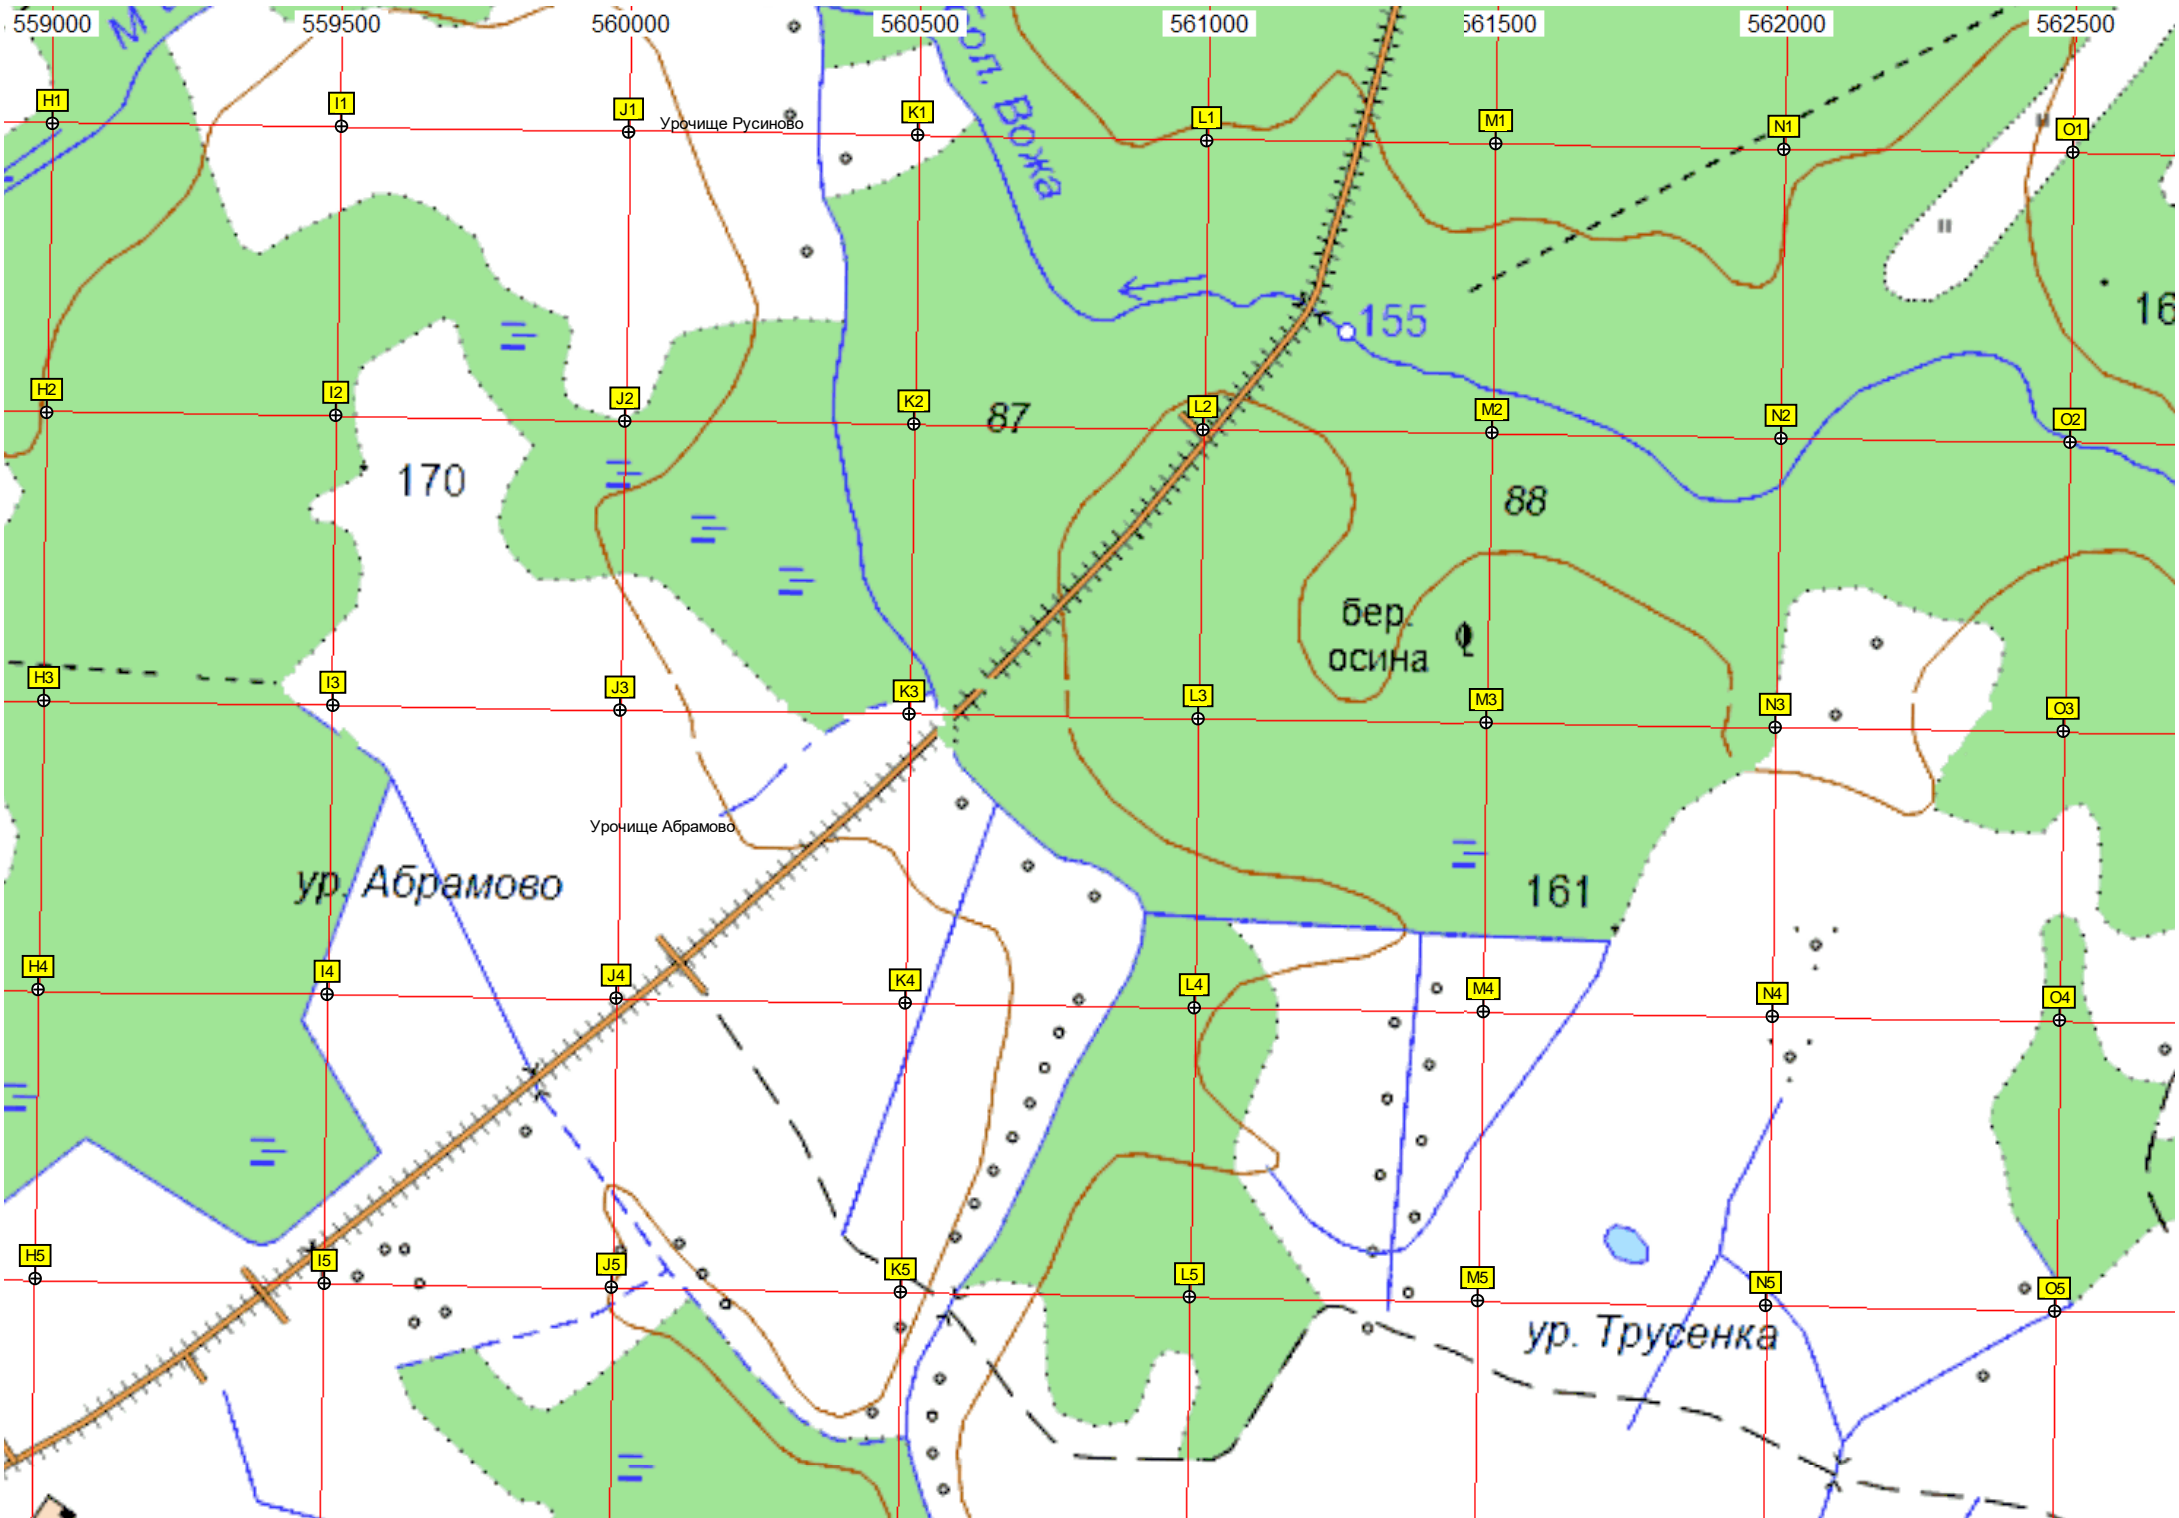 559000 559500 560000 560500 561000 561500 562000 562500
H1 I1 J1 K1 L1 M1 N1 O1
Урочище Русиново
Вожа
155
16
H2 I2 J2 K2 L2 M2 N2 O2
87
170
88
бер.
осина
H3 I3 J3 K3 L3 M3 N3 O3
Урочище Абрамово
ур. Абрамово
161
H4 I4 J4 K4 L4 M4 N4 O4
H5 I5 J5 K5 L5 M5 N5 O5
ур. Трусенка